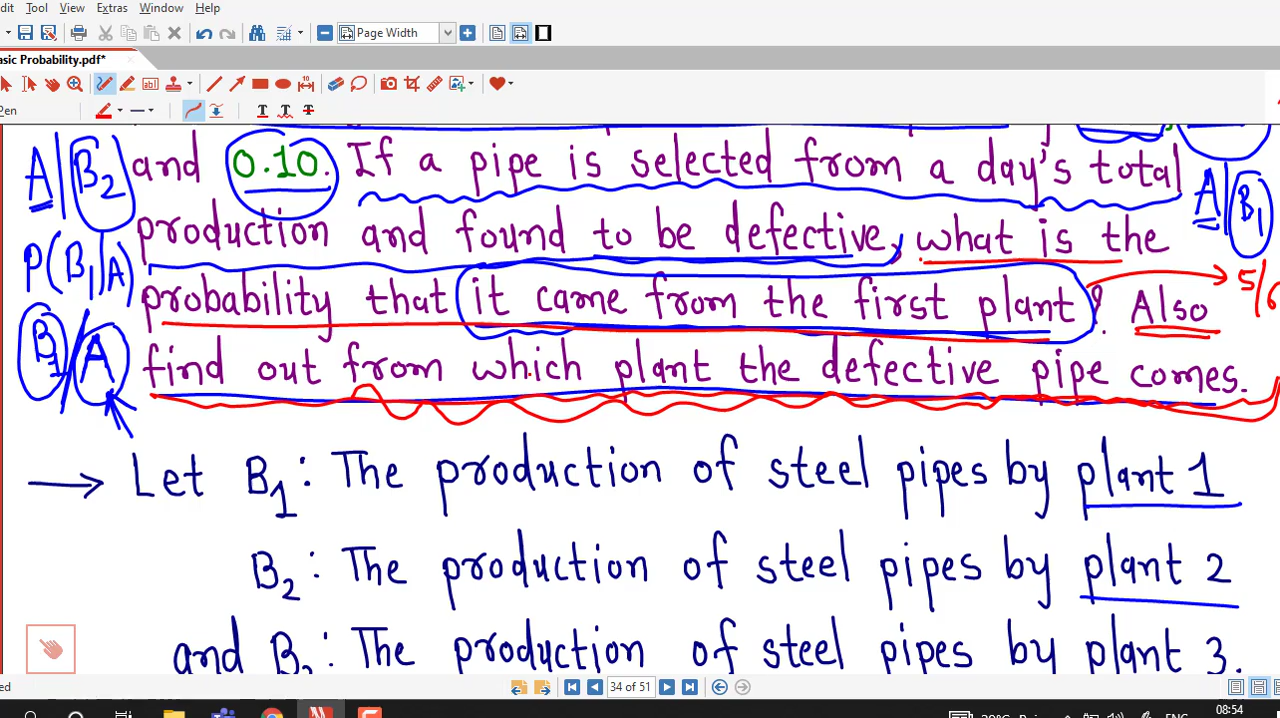 dit Tool View Extras Window Help
Page Width
asic Probability.pdf*
Pen
A|B2 and 0.10. If a pipe is selected from a day's total
A|B1
production and found to be defective, what is the
P(B1|A)
probability that it came from the first plant? Also 5/6
B1/A
find out from which plant the defective pipe comes.
→ Let B1: The production of steel pipes by plant 1
B2: The production of steel pipes by plant 2
and : The production of steel pipes by plant 3.
34 of 51
ENG
08:54